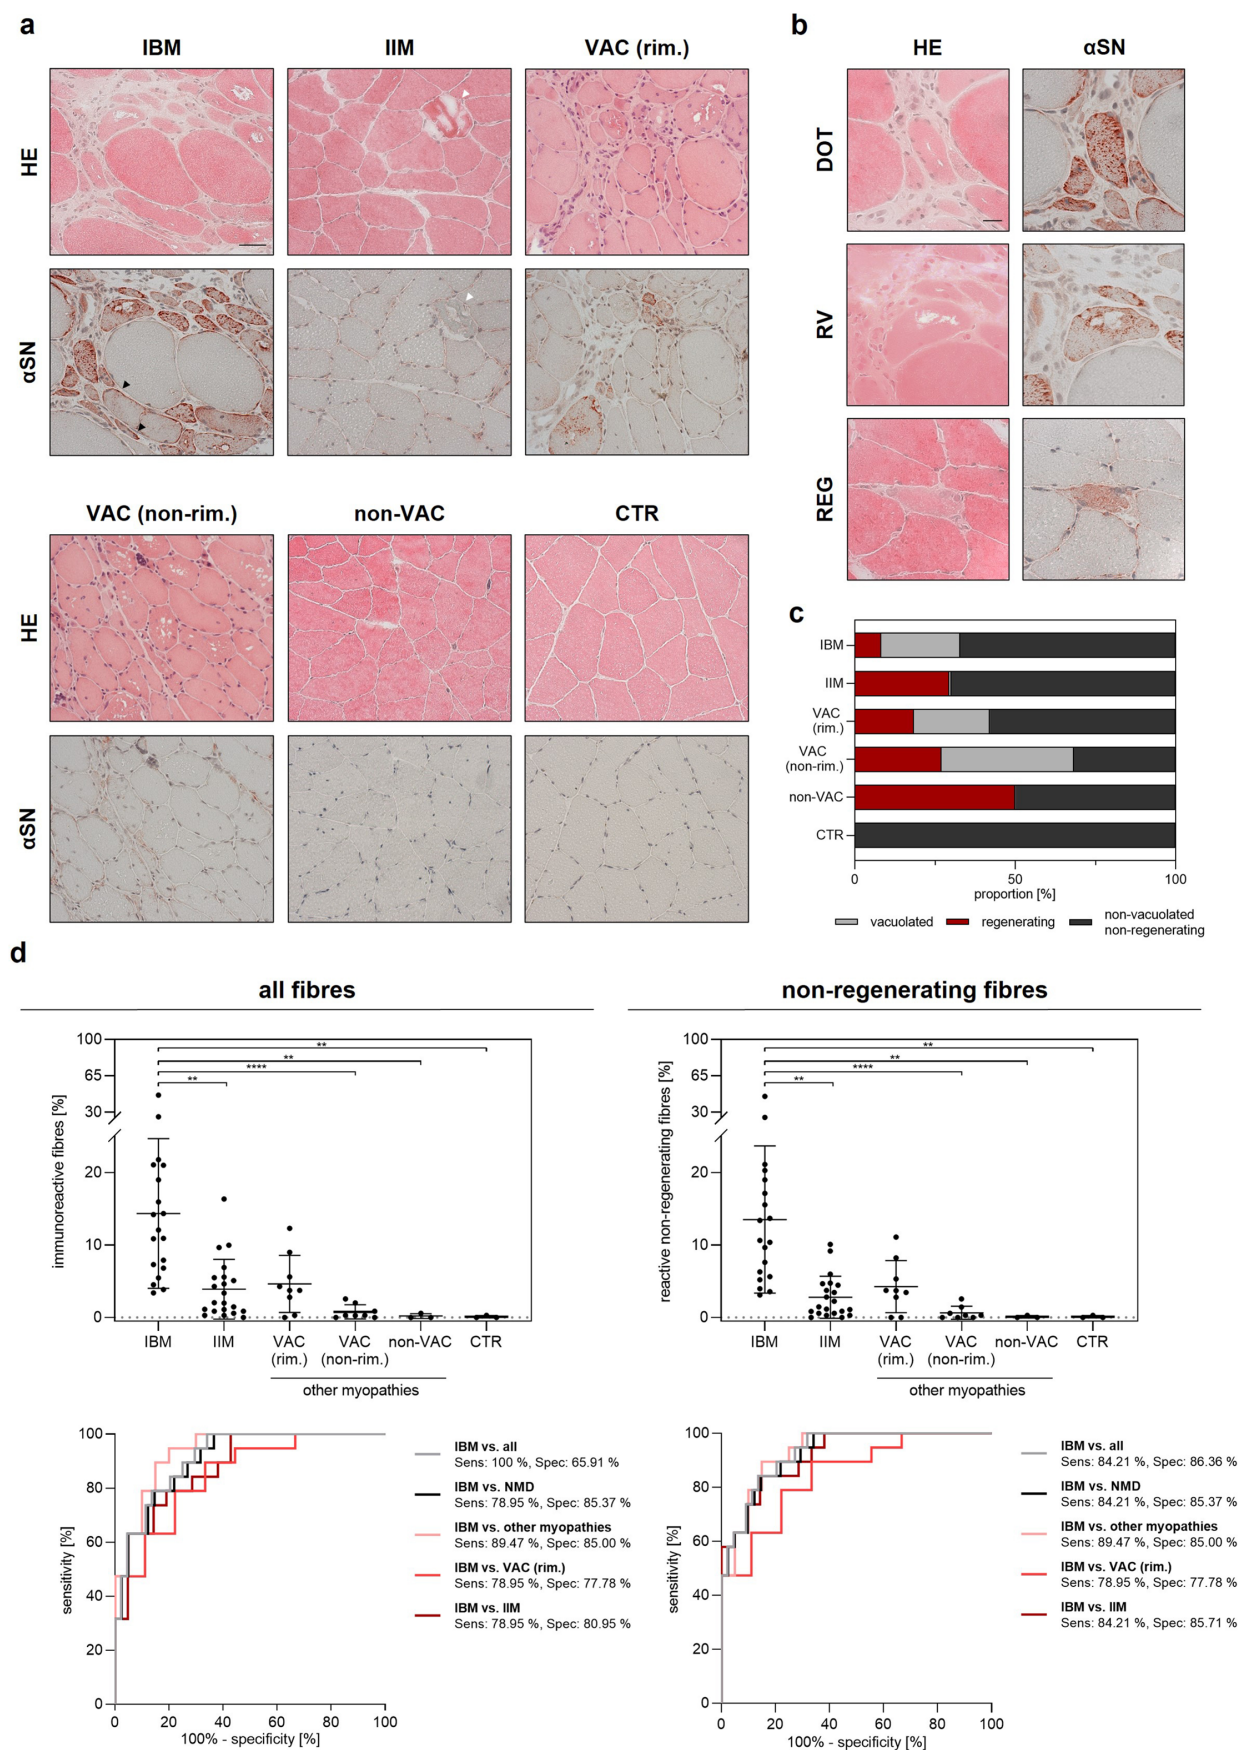 a
IBM
IIM
VAC (rim.)
HE
αSN
VAC (non-rim.)
non-VAC
CTR
HE
αSN
b
HE
αSN
DOT
RV
REG
c
IBM
IIM
VAC
(rim.)
VAC
(non-rim.)
non-VAC
CTR
0
50
100
proportion [%]
vacuolated
regenerating
non-vacuolated
non-regenerating
d
all fibres
immunoreactive fibres [%]
100
65
30
20
10
0
**
**
****
**
IBM
IIM
VAC
(rim.)
VAC
(non-rim.)
non-VAC
CTR
other myopathies
non-regenerating fibres
reactive non-regenerating fibres [%]
100
65
30
20
10
0
**
**
****
**
IBM
IIM
VAC
(rim.)
VAC
(non-rim.)
non-VAC
CTR
other myopathies
sensitivity [%]
100
80
60
40
20
0
0
20
40
60
80
100
100% - specificity [%]
IBM vs. all
Sens: 100 %, Spec: 65.91 %
IBM vs. NMD
Sens: 78.95 %, Spec: 85.37 %
IBM vs. other myopathies
Sens: 89.47 %, Spec: 85.00 %
IBM vs. VAC (rim.)
Sens: 78.95 %, Spec: 77.78 %
IBM vs. IIM
Sens: 78.95 %, Spec: 80.95 %
sensitivity [%]
100
80
60
40
20
0
0
20
40
60
80
100
100% - specificity [%]
IBM vs. all
Sens: 84.21 %, Spec: 86.36 %
IBM vs. NMD
Sens: 84.21 %, Spec: 85.37 %
IBM vs. other myopathies
Sens: 89.47 %, Spec: 85.00 %
IBM vs. VAC (rim.)
Sens: 78.95 %, Spec: 77.78 %
IBM vs. IIM
Sens: 84.21 %, Spec: 85.71 %